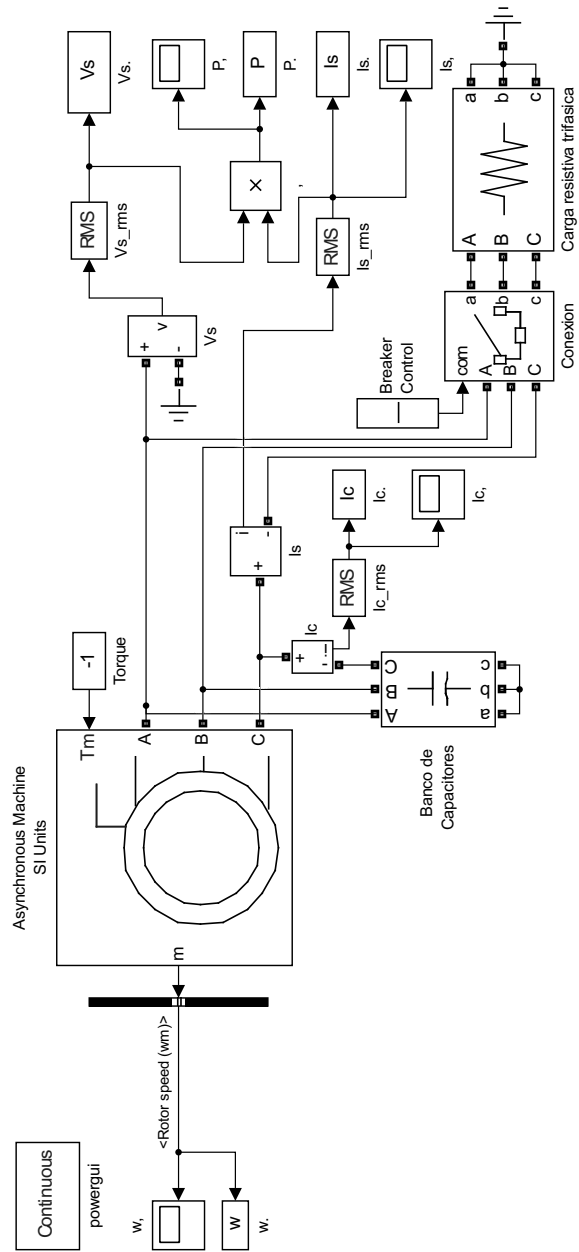 Continuous
powergui
w,
w
w.
<Rotor speed (wm)>
Asynchronous Machine
SI Units
m
Tm
A
B
C
-1
Torque
Banco de
Capacitores
A
B
C
a
b
c
Ic
+
-
i
RMS
Ic_rms
Ic
Ic.
Ic,
Is
+
-
i
Vs
+
-
v
RMS
Vs_rms
Vs
Vs.
X
,
P,
P
P.
RMS
Is_rms
Is
Is.
Is,
Breaker
Control
com
A
B
C
a
b
c
Conexion
A
B
C
a
b
c
Carga resistiva trifasica